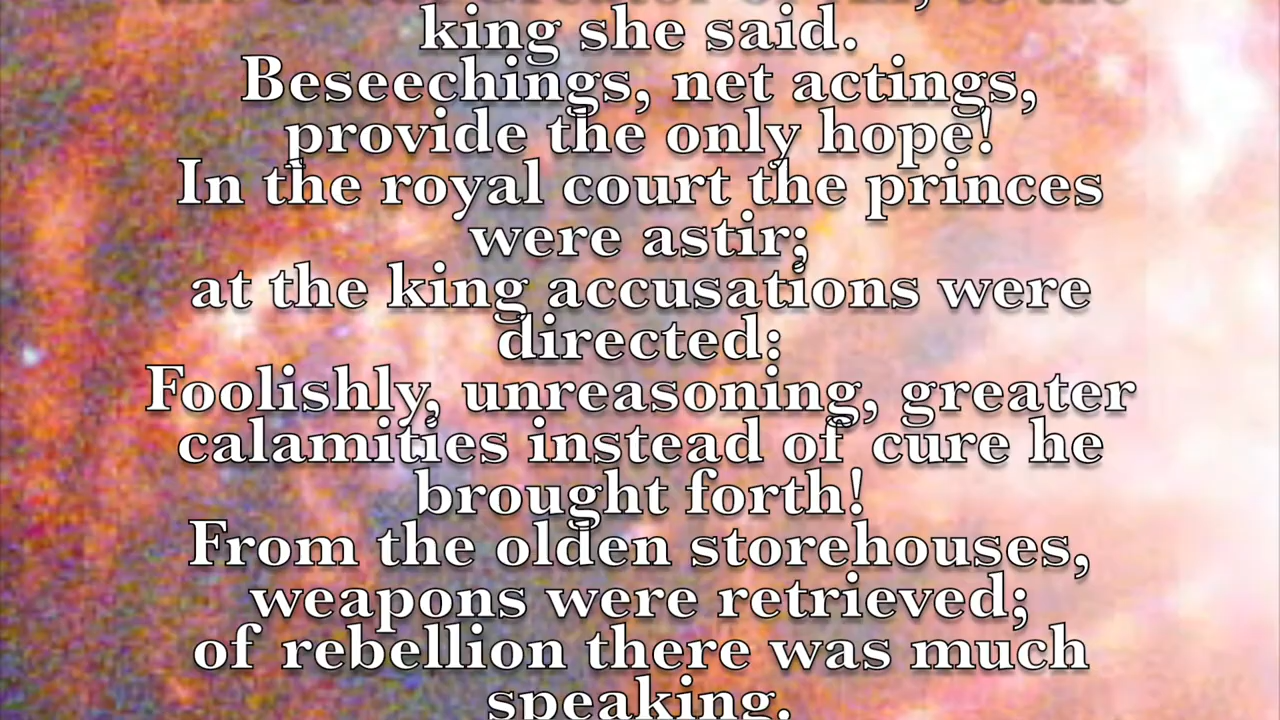 king she said.
Beseechings, net actings,
provide the only hope!
In the royal court the princes
were astir;
at the king accusations were
directed:
Foolishly, unreasoning, greater
calamities instead of cure he
brought forth!
From the olden storehouses,
weapons were retrieved;
of rebellion there was much
speaking.